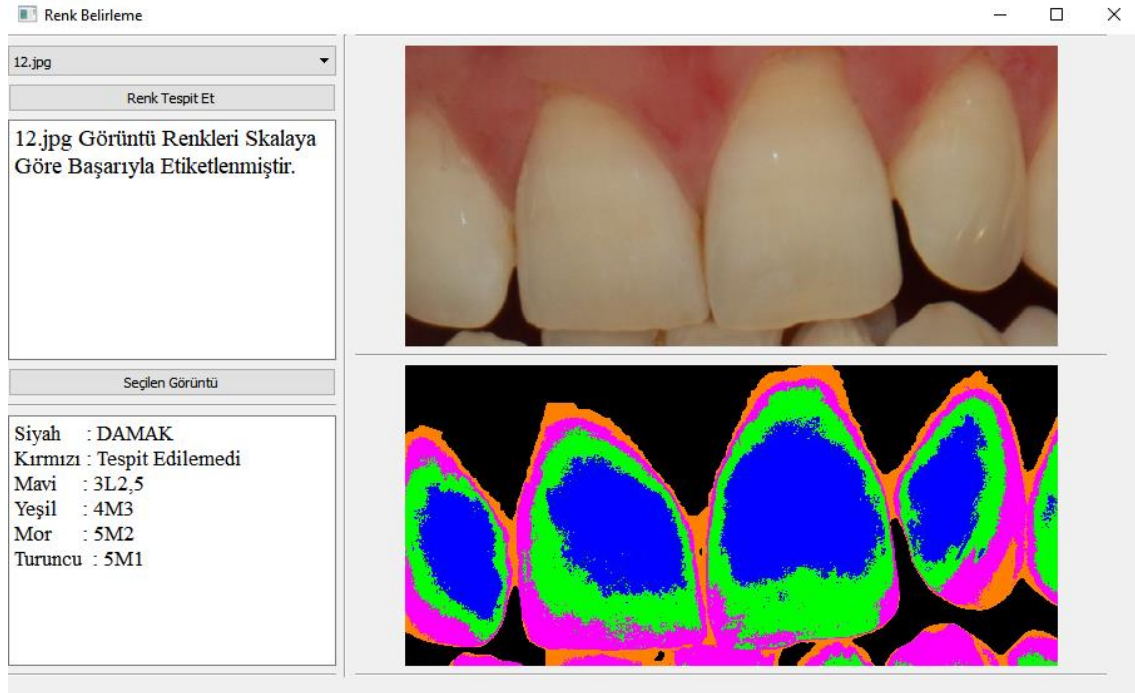 Renk Belirleme
12.jpg
Renk Tespit Et
12.jpg Görüntü Renkleri Skalaya
Göre Başarıyla Etiketlenmiştir.
Seçilen Görüntü
Siyah : DAMAK
Kırmızı : Tespit Edilemedi
Mavi : 3L2,5
Yeşil : 4M3
Mor : 5M2
Turuncu : 5M1